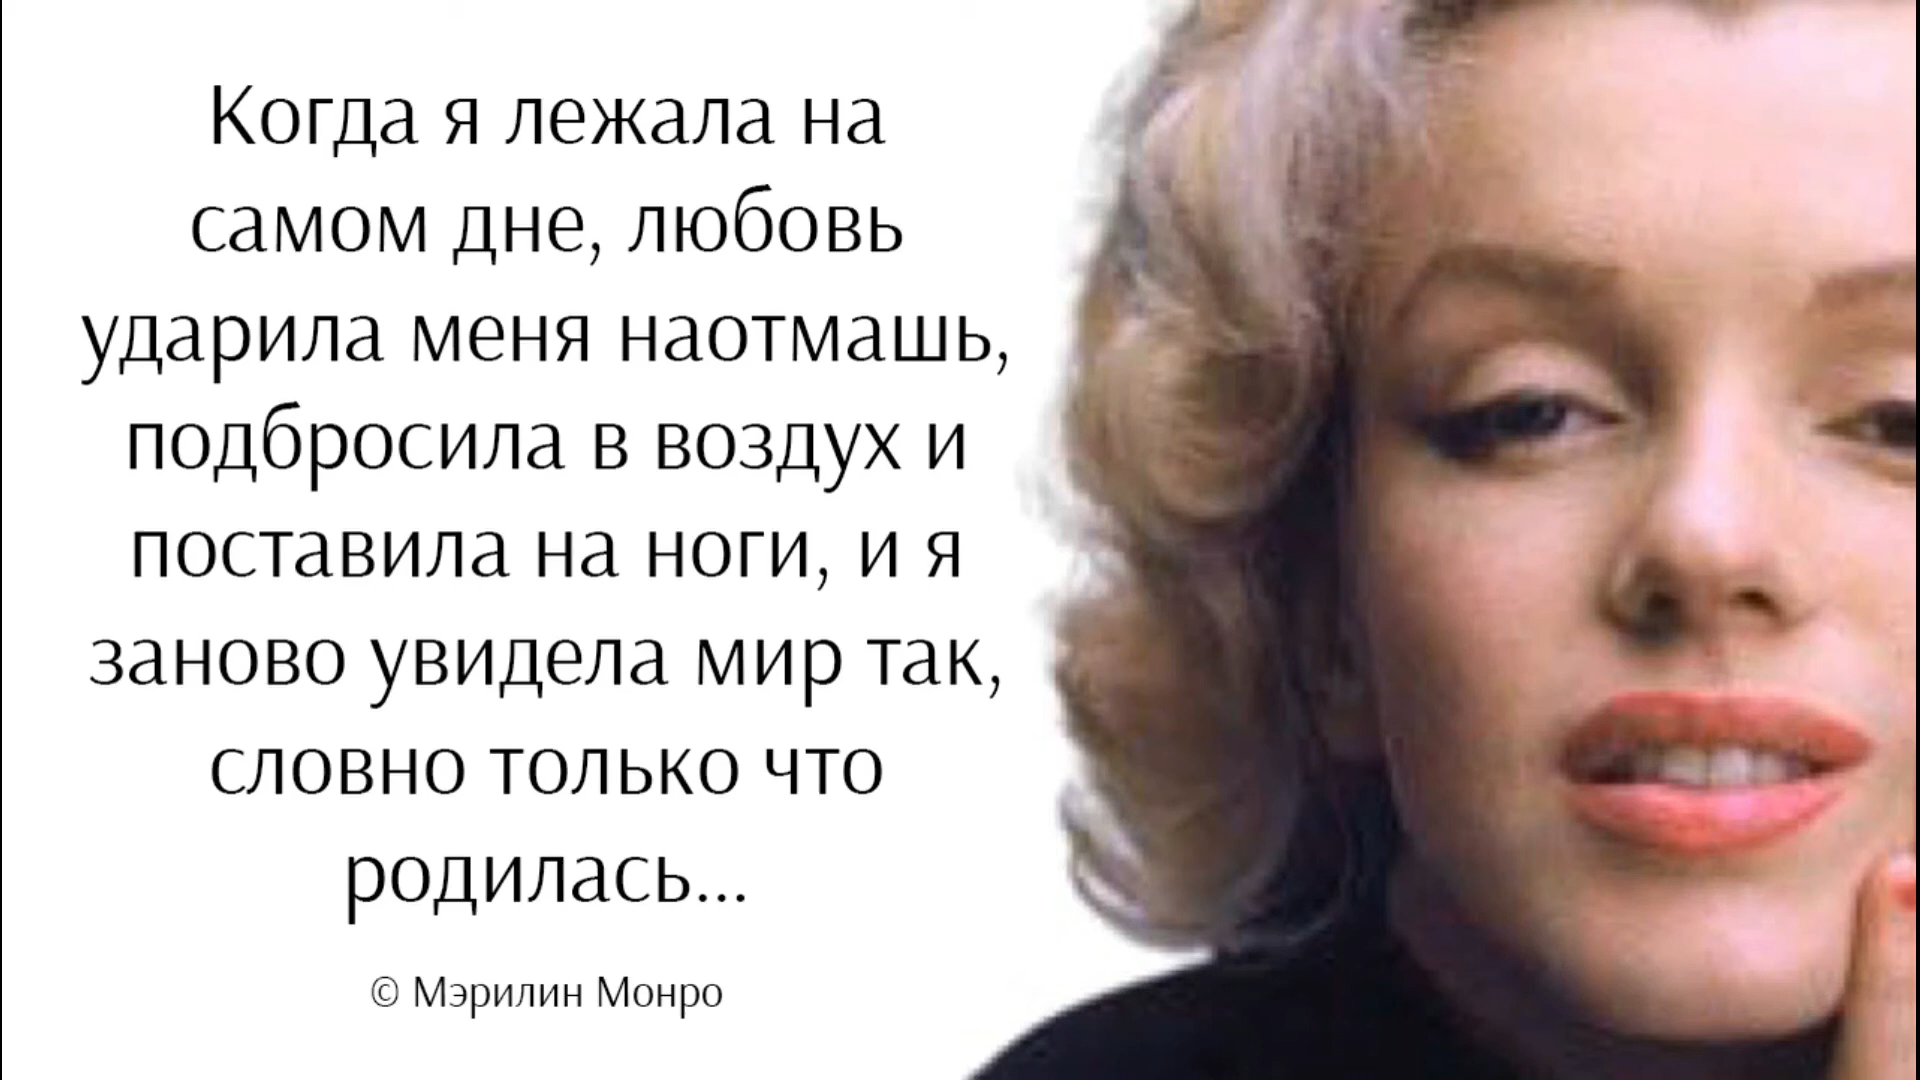 Когда я лежала на
самом дне, любовь
ударила меня наотмашь,
подбросила в воздух и
поставила на ноги, и я
заново увидела мир так,
словно только что
родилась...
© Мэрилин Монро